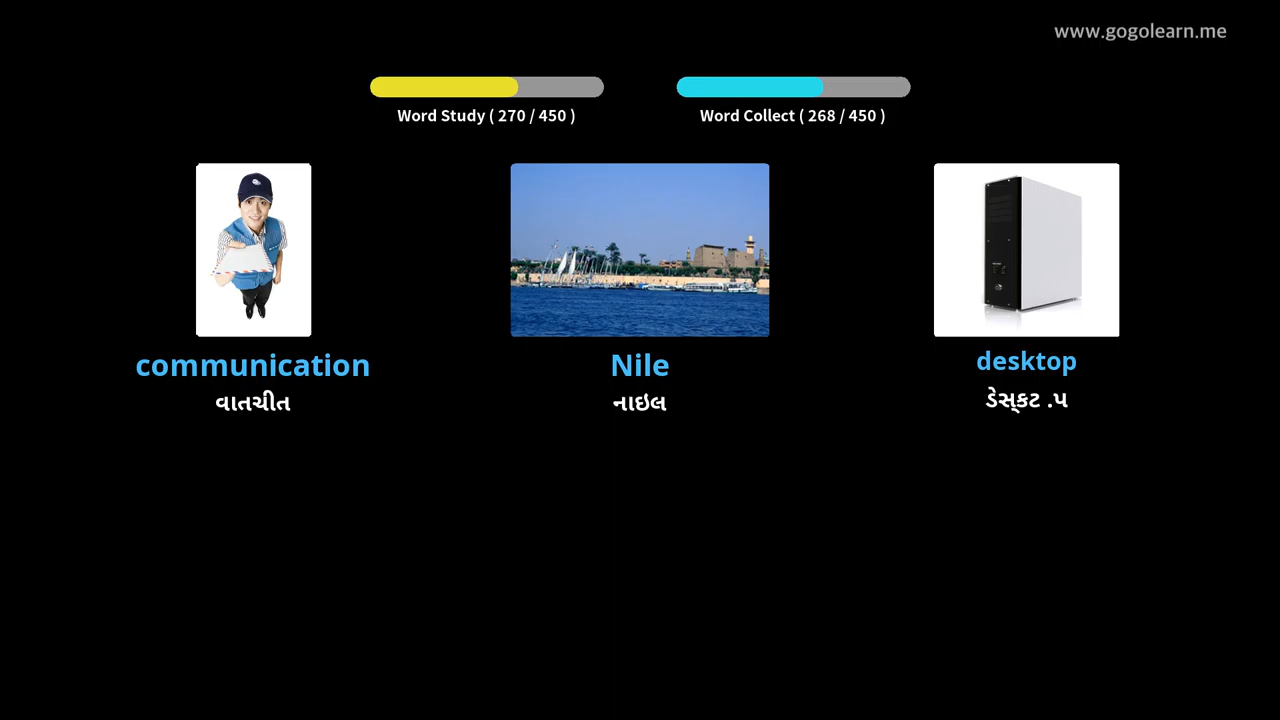 www.gogolearn.me
Word Study ( 270 / 450 )
Word Collect ( 268 / 450 )
communication
Nile
desktop
વાતચીત
નાઇલ
ડેસ્કટ .પ